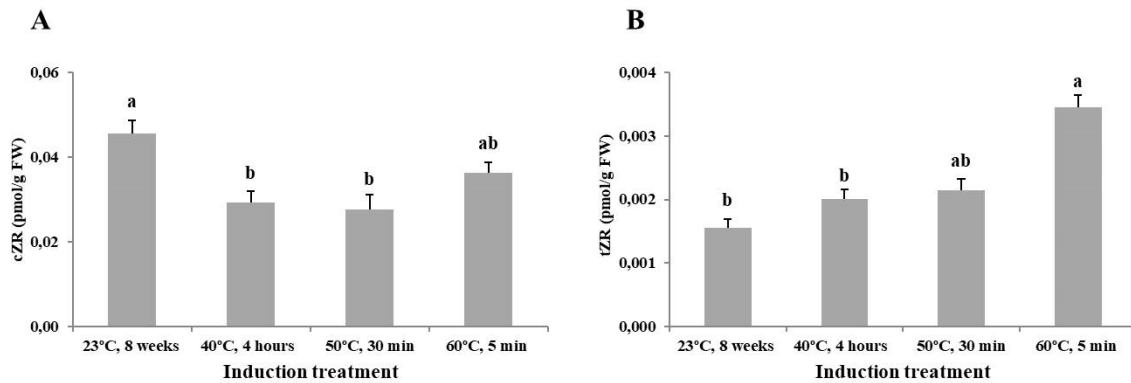 A
cZR (pmol/g FW)
0,06
0,04
0,02
0,00
a
b
b
ab
23°C, 8 weeks
40°C, 4 hours
50°C, 30 min
60°C, 5 min
Induction treatment
B
tZR (pmol/g FW)
0,004
0,003
0,002
0,001
0,000
b
b
ab
a
23°C, 8 weeks
40°C, 4 hours
50°C, 30 min
60°C, 5 min
Induction treatment